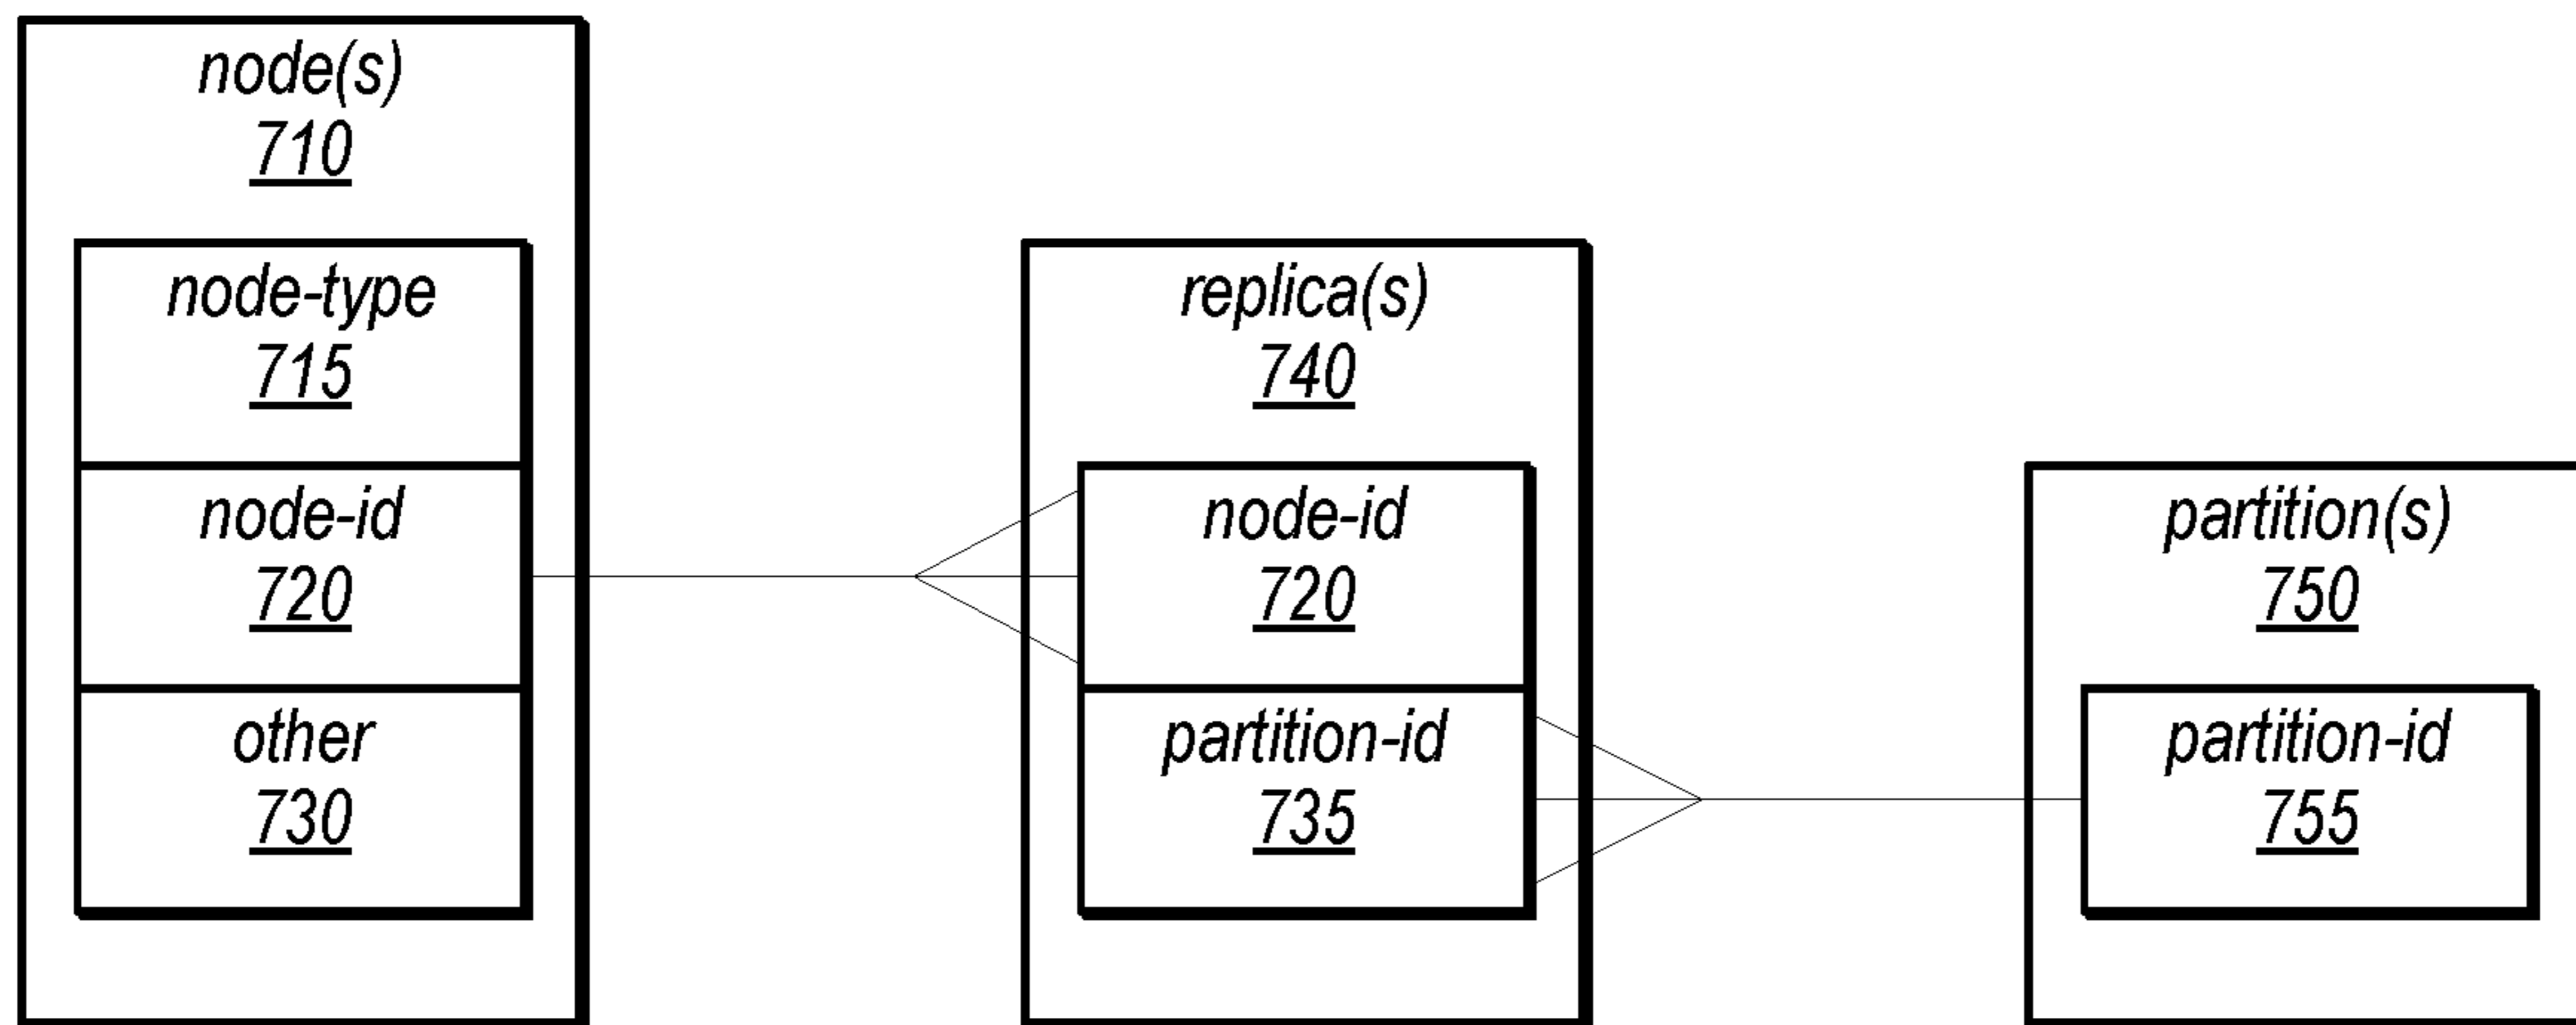 node(s)
710
node-type
715
node-id
720
other
730
replica(s)
740
node-id
720
partition-id
735
partition(s)
750
partition-id
755